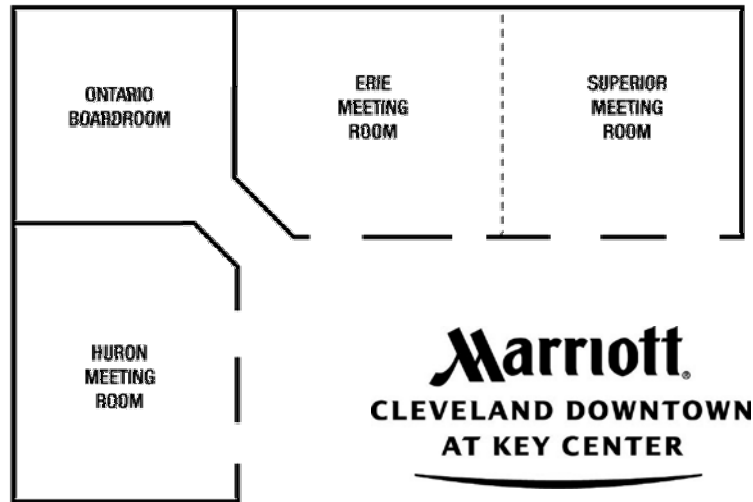 ONTARIO
BOARDROOM
ERIE
MEETING
ROOM
SUPERIOR
MEETING
ROOM
HURON
MEETING
ROOM
Marriott®
CLEVELAND DOWNTOWN
AT KEY CENTER